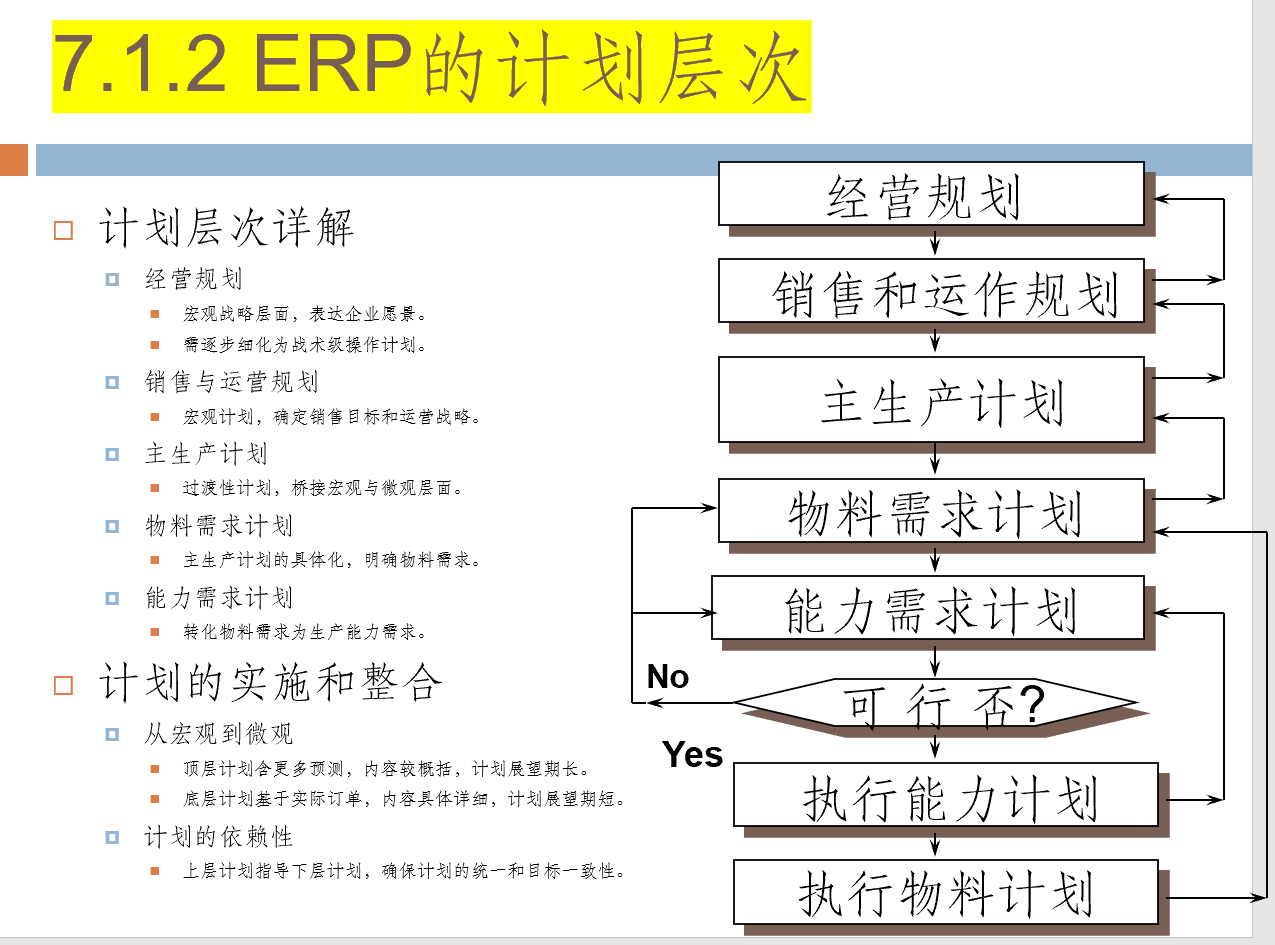 7.1.2 ERP的计划层次
计划层次详解
经营规划
宏观战略层面，表达企业愿景。
需逐步细化为战术级操作计划。
销售与运营规划
宏观计划，确定销售目标和运营战略。
主生产计划
过渡性计划，桥接宏观与微观层面。
物料需求计划
主生产计划的具体化，明确物料需求。
能力需求计划
转化物料需求为生产能力需求。
计划的实施和整合
从宏观到微观
顶层计划含更多预测，内容较概括，计划展望期长。
底层计划基于实际订单，内容具体详细，计划展望期短。
计划的依赖性
上层计划指导下层计划，确保计划的统一和目标一致性。
经营规划
销售和运作规划
主生产计划
物料需求计划
能力需求计划
No
可行否?
Yes
执行能力计划
执行物料计划